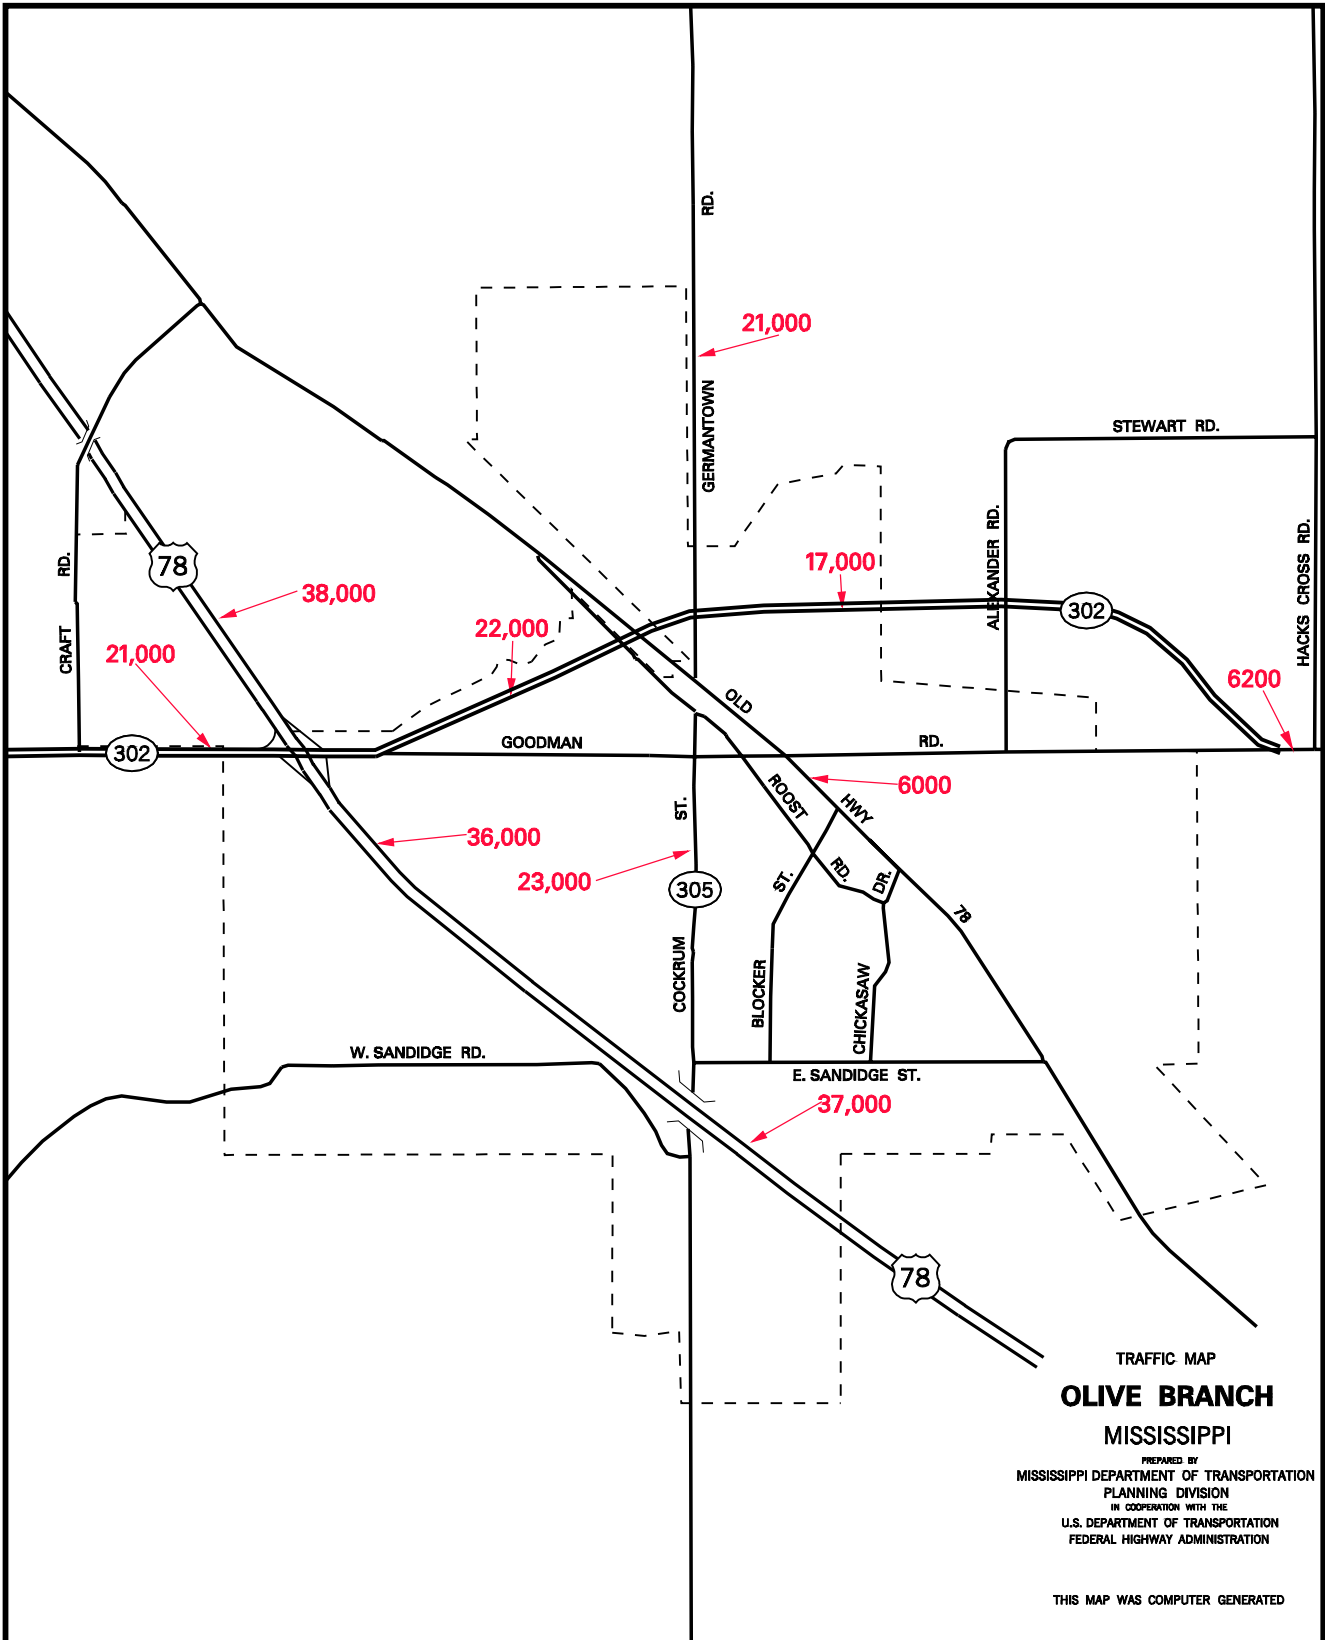 RD.
21,000
GERMANTOWN
STEWART RD.
ALEXANDER RD.
HACKS CROSS RD.
CRAFT RD.
78
38,000
17,000
302
22,000
21,000
6200
OLD HWY 78
302
GOODMAN RD.
6000
ROOST RD.
36,000
ST.
23,000
305
COCKRUM
BLOCKER ST.
CHICKASAW DR.
W. SANDIDGE RD.
E. SANDIDGE ST.
37,000
78
TRAFFIC MAP
OLIVE BRANCH
MISSISSIPPI
PREPARED BY
MISSISSIPPI DEPARTMENT OF TRANSPORTATION
PLANNING DIVISION
IN COOPERATION WITH THE
U.S. DEPARTMENT OF TRANSPORTATION
FEDERAL HIGHWAY ADMINISTRATION
THIS MAP WAS COMPUTER GENERATED